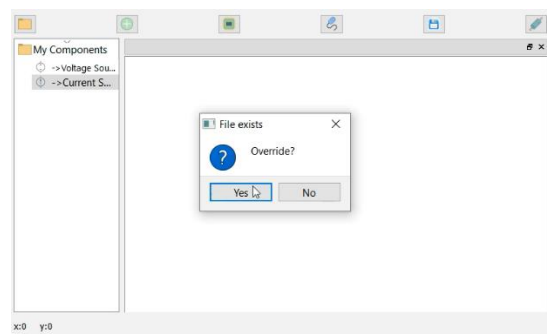 My Components
->Voltage Sou...
->Current S...
File exists
Override?
Yes
No
x:0 y:0